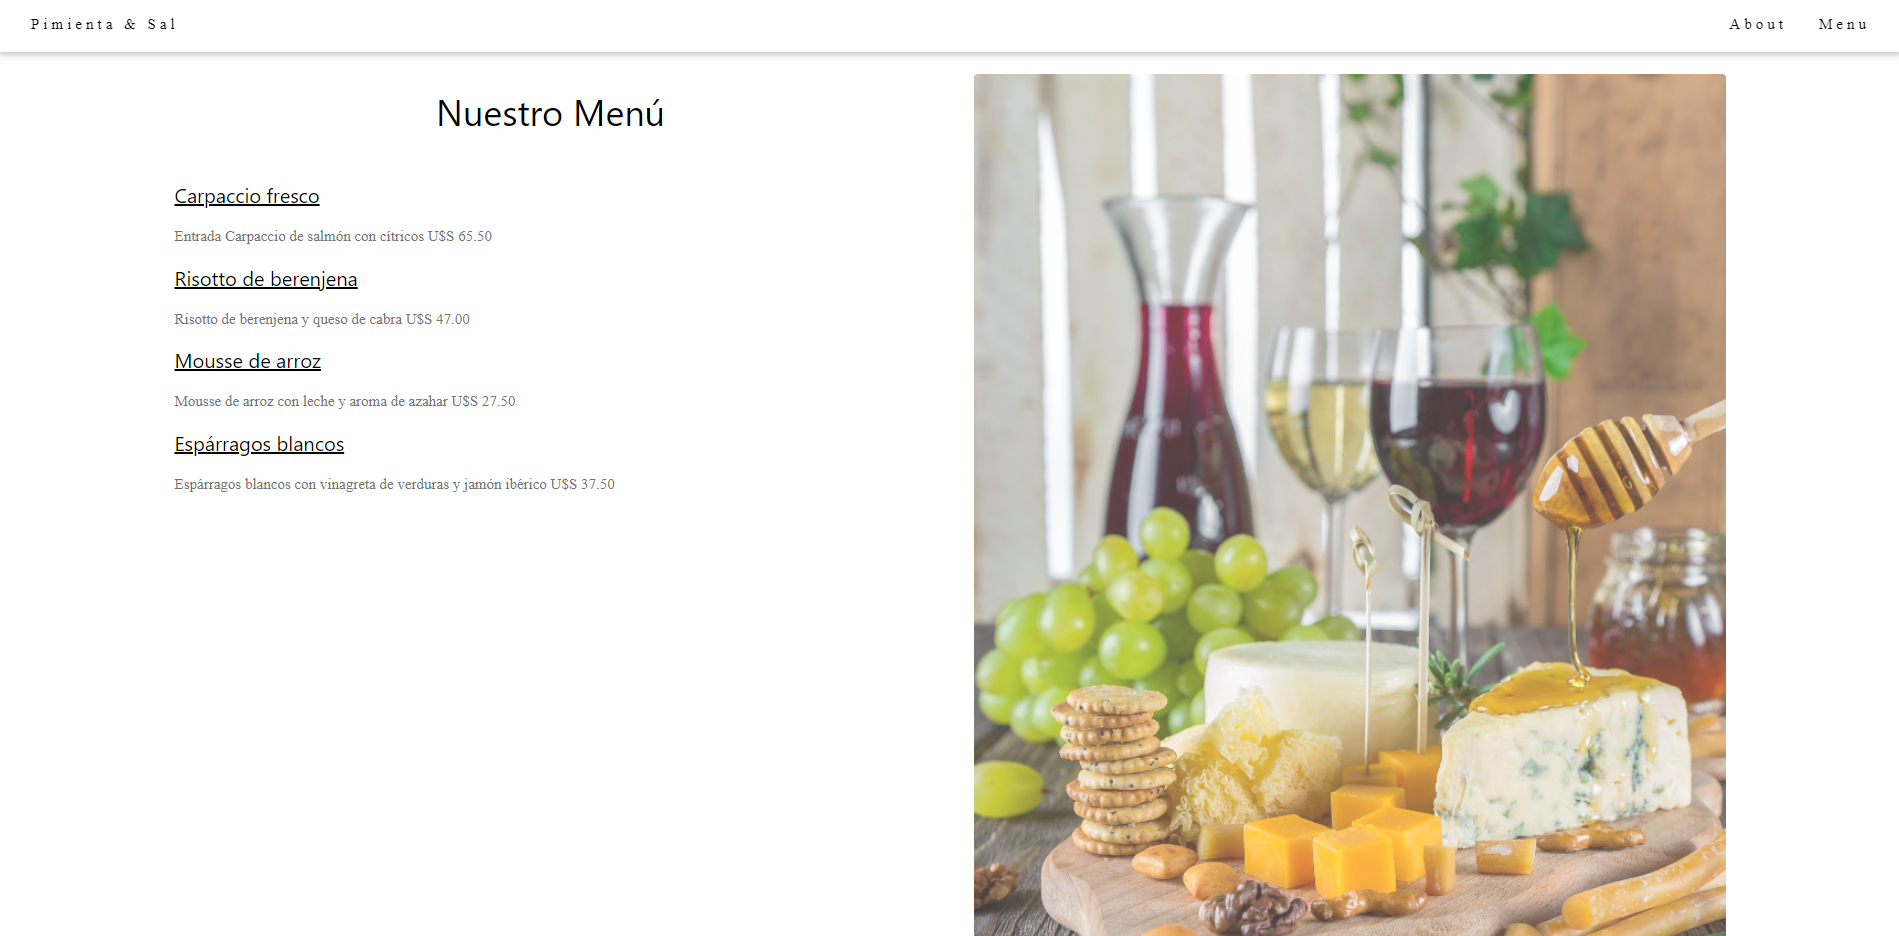 Pimienta & Sal
About
Menu
Nuestro Menú
Carpaccio fresco
Entrada Carpaccio de salmón con cítricos U$S 65.50
Risotto de berenjena
Risotto de berenjena y queso de cabra U$S 47.00
Mousse de arroz
Mousse de arroz con leche y aroma de azahar U$S 27.50
Espárragos blancos
Espárragos blancos con vinagreta de verduras y jamón ibérico U$S 37.50